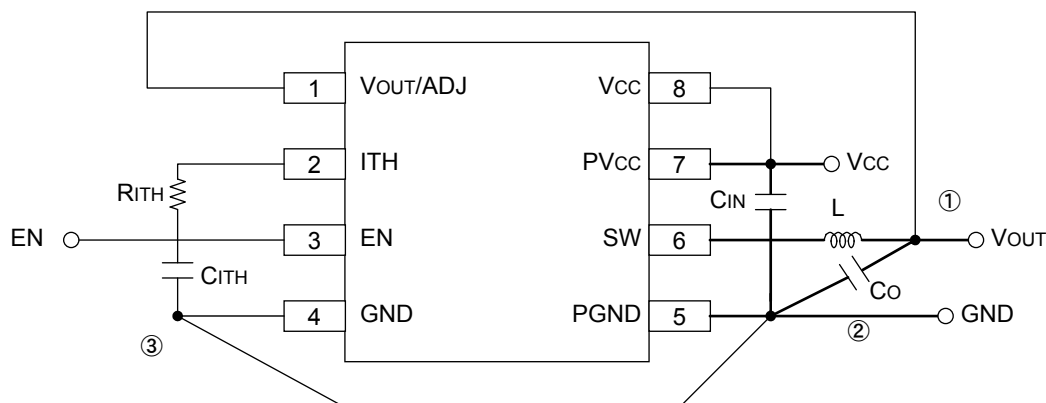 1 VOUT/ADJ VCC 8
2 ITH PVCC 7 VCC
RITH CIN L ①
EN 3 EN SW 6 VOUT
CITH CO
4 GND PGND 5 GND
③ ②